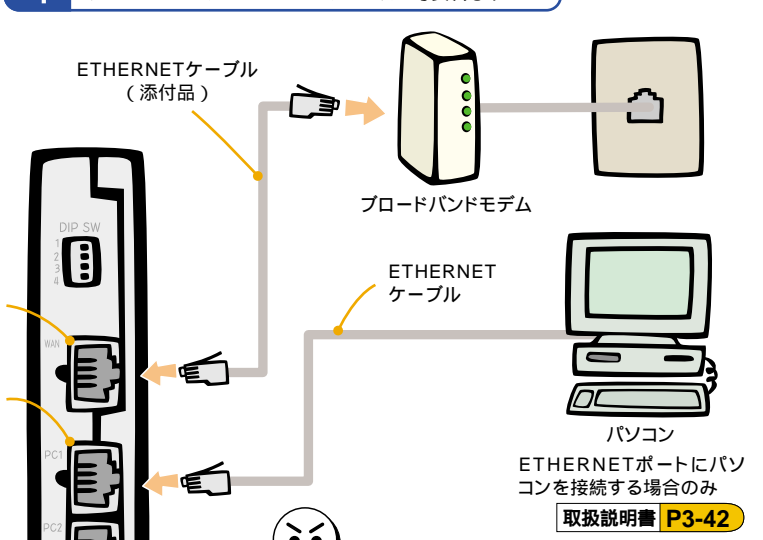 ETHERNETケーブル
(添付品)
ブロードバンドモデム
DIP SW
1
2
3
4
ETHERNET
ケーブル
WAN
パソコン
PC1
ETHERNETポートにパソ
コンを接続する場合のみ
取扱説明書 P3-42
PC2